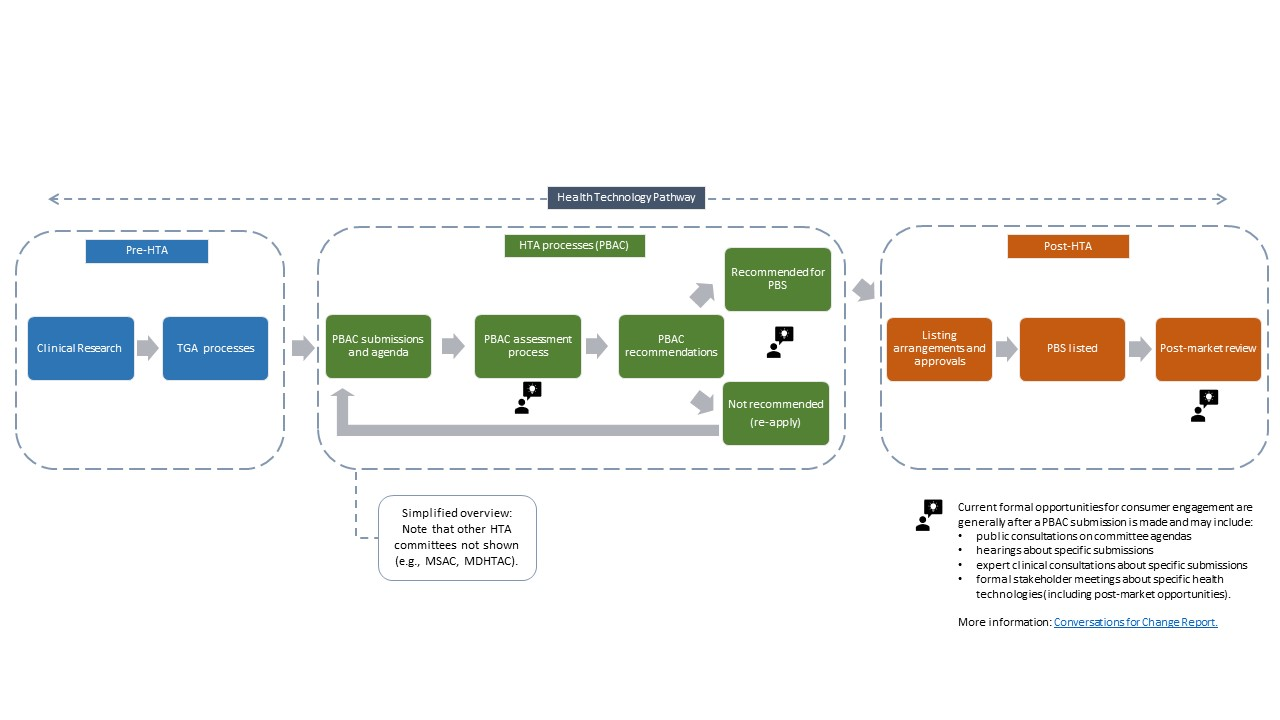 Health Technology Pathway
Pre-HTA
Clinical Research
TGA processes
HTA processes (PBAC)
PBAC submissions
and agenda
PBAC assessment
process
PBAC
recommendations
Recommended for
PBS
Not recommended
(re-apply)
Post-HTA
Listing
arrangements and
approvals
PBS listed
Post-market review
Simplified overview:
Note that other HTA
committees not shown
(e.g., MSAC, MDHTAC).
Current formal opportunities for consumer engagement are
generally after a PBAC submission is made and may include:
• public consultations on committee agendas
• hearings about specific submissions
• expert clinical consultations about specific submissions
• formal stakeholder meetings about specific health
technologies (including post-market opportunities).
More information: Conversations for Change Report.